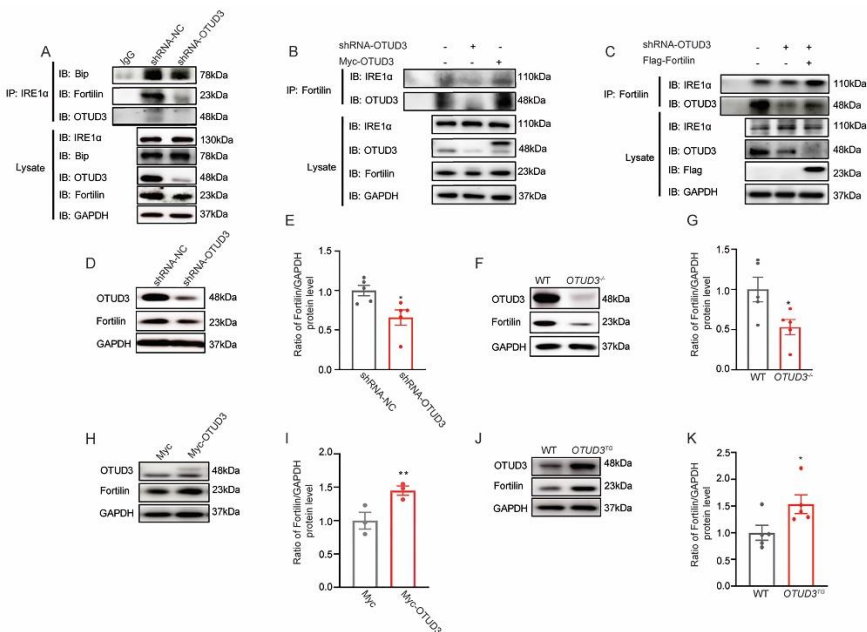 A
IgG
shRNA-NC
shRNA-OTUD3
IP: IRE1α
IB: Bip
78kDa
IB: Fortilin
23kDa
IB: OTUD3
48kDa
Lysate
IB: IRE1α
130kDa
IB: Bip
78kDa
IB: OTUD3
48kDa
IB: Fortilin
23kDa
IB: GAPDH
37kDa
B
shRNA-OTUD3 - + -
Myc-OTUD3 - - +
IP: Fortilin
IB: IRE1α
110kDa
IB: OTUD3
48kDa
Lysate
IB: IRE1α
110kDa
IB: OTUD3
48kDa
IB: Fortilin
23kDa
IB: GAPDH
37kDa
C
shRNA-OTUD3 - + +
Flag-Fortilin - - +
IP: Fortilin
IB: IRE1α
110kDa
IB: OTUD3
48kDa
Lysate
IB: IRE1α
110kDa
IB: OTUD3
48kDa
IB: Flag
23kDa
IB: GAPDH
37kDa
D
shRNA-NC
shRNA-OTUD3
OTUD3
48kDa
Fortilin
23kDa
GAPDH
37kDa
E
Ratio of Fortilin/GAPDH
protein level
1.5
1.0
0.5
0.0
*
shRNA-NC
shRNA-OTUD3
F
WT
OTUD3-/-
OTUD3
48kDa
Fortilin
23kDa
GAPDH
37kDa
G
Ratio of Fortilin/GAPDH
protein level
1.5
1.0
0.5
0.0
*
WT
OTUD3-/-
H
Myc
Myc-OTUD3
OTUD3
48kDa
Fortilin
23kDa
GAPDH
37kDa
I
Ratio of Fortilin/GAPDH
protein level
2.0
1.5
1.0
0.5
0.0
**
Myc
Myc-OTUD3
J
WT
OTUD3TG
OTUD3
48kDa
Fortilin
23kDa
GAPDH
37kDa
K
Ratio of Fortilin/GAPDH
protein level
2.5
2.0
1.5
1.0
0.5
0.0
*
WT
OTUD3TG